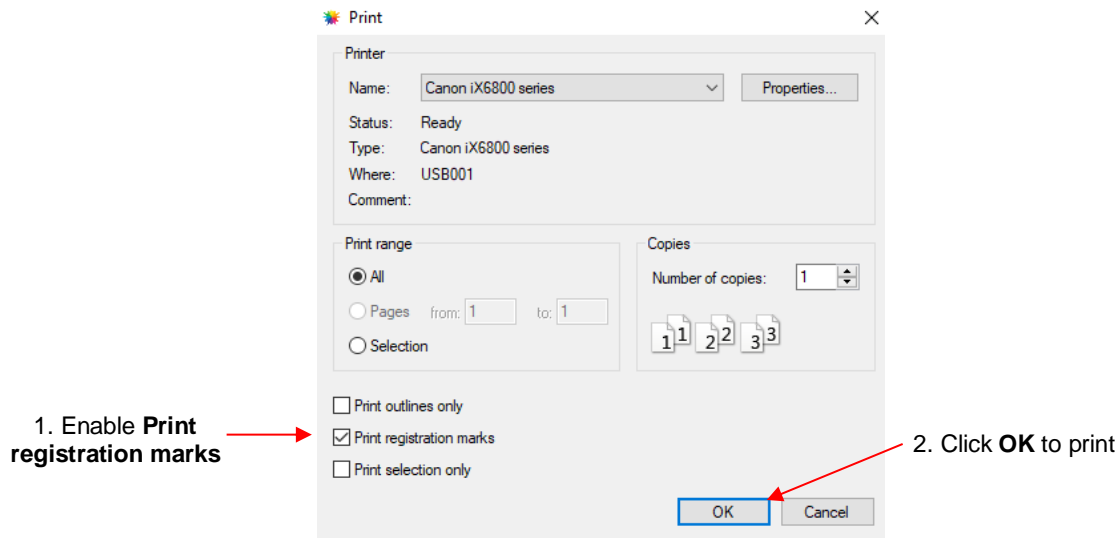 Print
Printer
Name: Canon iX6800 series Properties...
Status: Ready
Type: Canon iX6800 series
Where: USB001
Comment:
Print range
All
Pages from: 1 to: 1
Selection
Copies
Number of copies: 1
1 1 2 2 3 3
Print outlines only
1. Enable Print
registration marks
Print registration marks
Print selection only
2. Click OK to print
OK Cancel